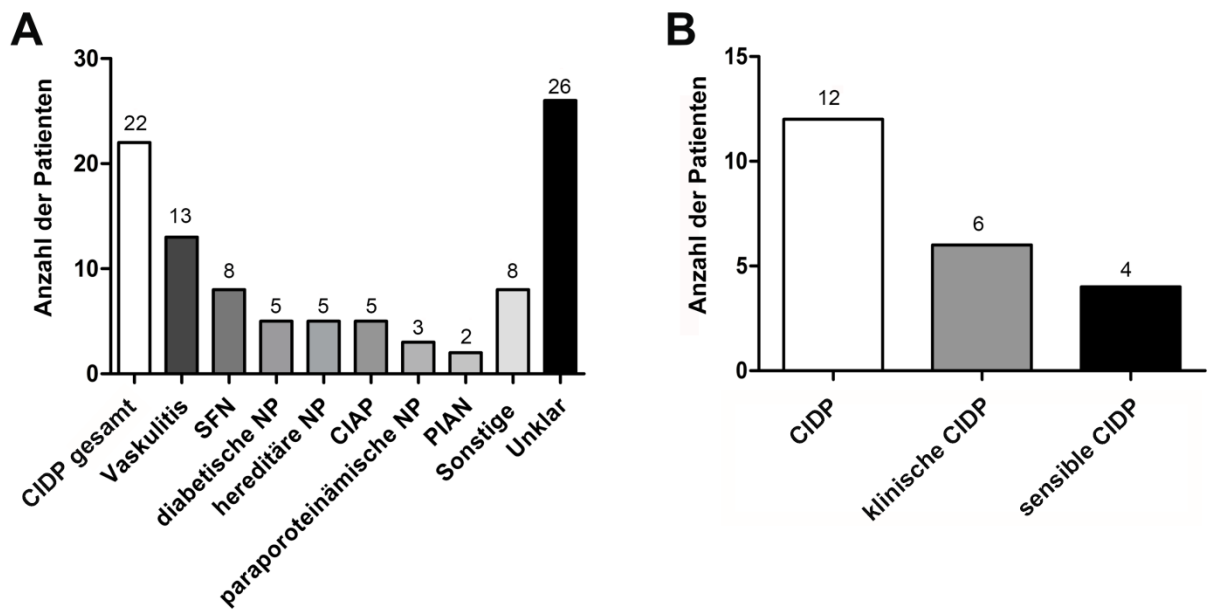 A
Anzahl der Patienten
30
20
10
0
22
13
8
5
5
5
3
2
8
26
CIDP gesamt
Vaskulitis
SFN
diabetische NP
hereditäre NP
CIAP
paraporoteinämische NP
PIAN
Sonstige
Unklar
B
Anzahl der Patienten
15
10
5
0
12
6
4
CIDP
klinische CIDP
sensible CIDP